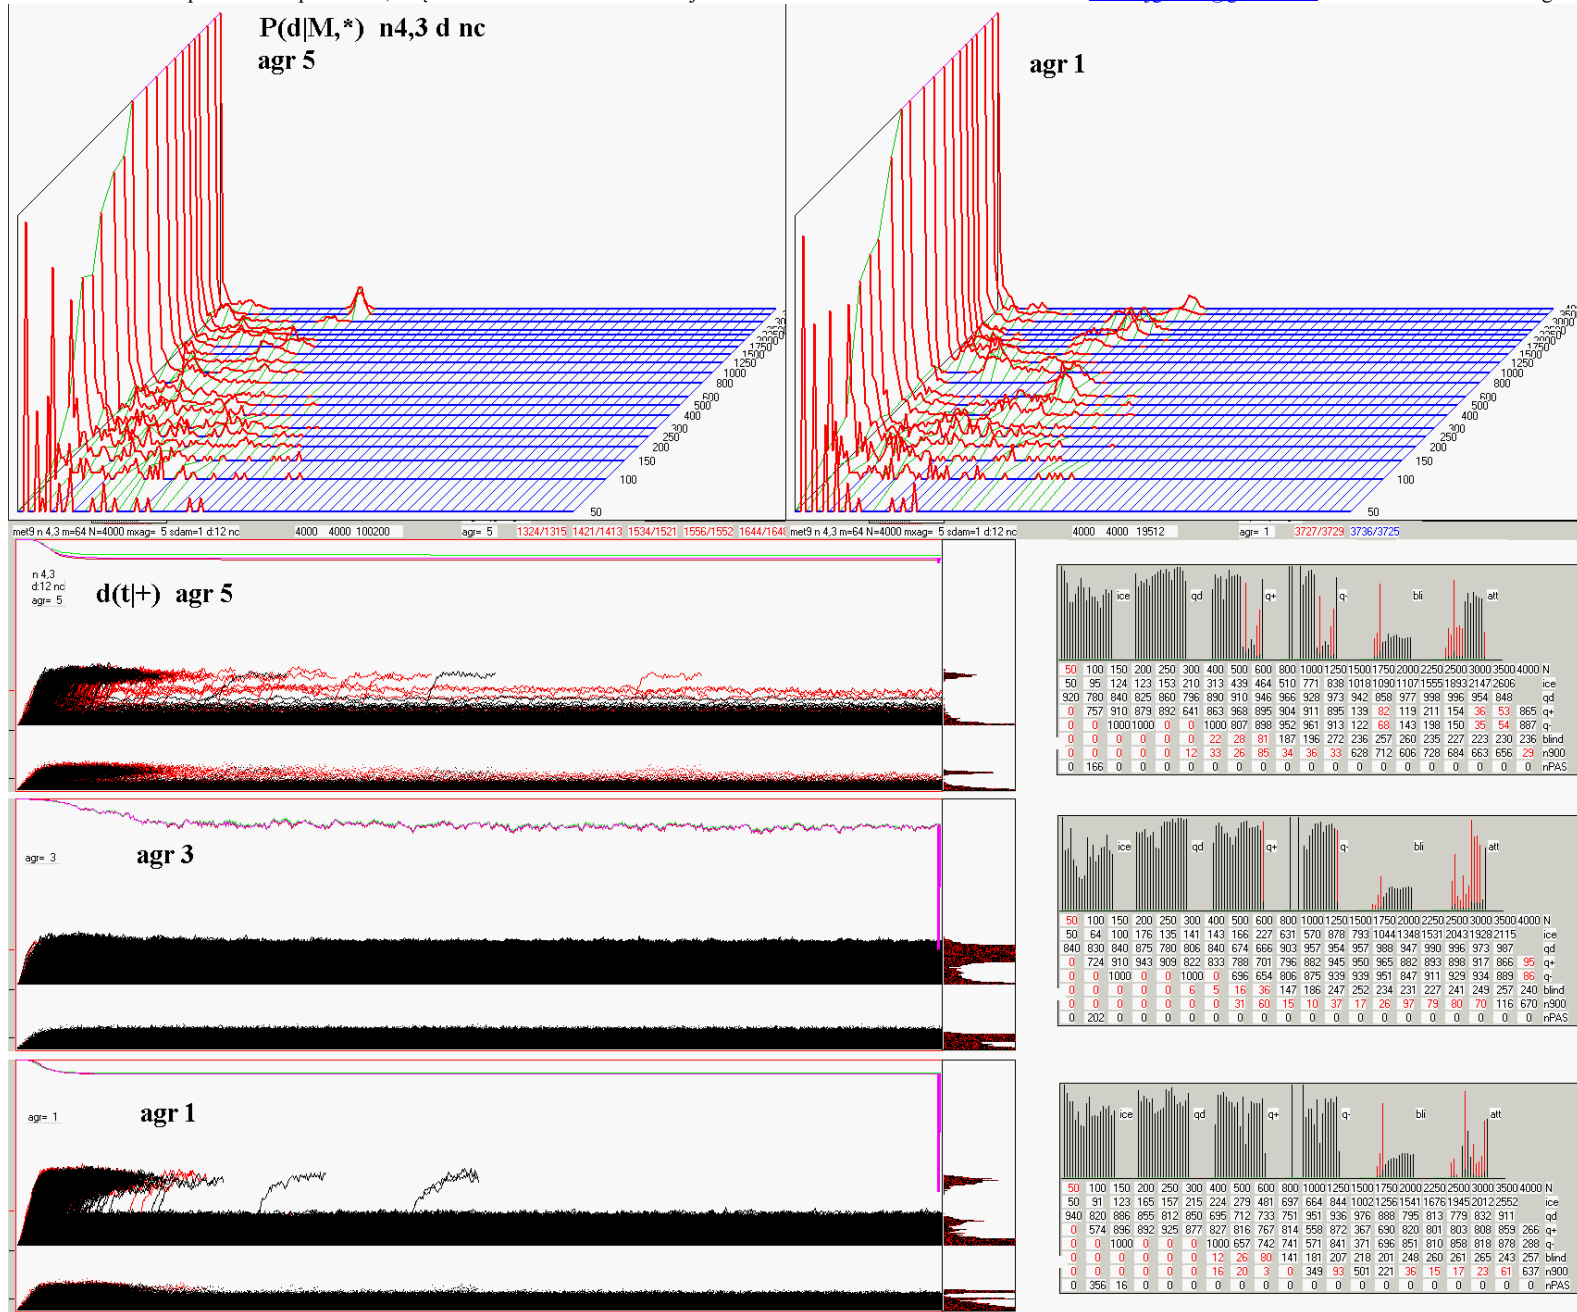 P(d|M,*) n4,3 d nc
agr 5
50
100
150
200
250
300
400
500
600
800
1000
1250
1500
agr 1
50
100
150
200
250
300
400
500
600
800
1000
1250
1500
met9 n 4,3 m=64 N=4000 mxag= 5 sdam=1 d:12 nc 4000 4000 100200 agr= 5 1324/1315 1421/1413 1534/1521 1556/1552
met9 n 4,3 m=64 N=4000 mxag= 5 sdam=1 d:12 nc 4000 4000 19512 agr= 1 3727/3729 3736/3725
n 4,3
d:12 nc
agr= 5
d(t|+) agr 5
ice qd q+ q- bli att
50 100 150 200 250 300 400 500 600 800 1000 1250 1500 1750 2000 2250 2500 3000 3500 4000 N
50 95 124 123 153 210 313 439 464 510 771 838 1018 1090 1107 1555 1893 2147 2606 ice
920 780 840 825 860 796 890 910 946 966 928 973 942 858 977 998 996 954 848 qd
0 757 910 879 892 641 863 968 895 904 911 895 139 82 119 211 154 36 53 865 q+
0 0 1000 1000 0 0 1000 807 898 952 961 913 122 68 143 198 150 35 54 887 q-
0 0 0 0 0 0 22 28 81 187 196 272 236 257 260 235 227 223 230 236 blind
0 0 0 0 0 12 33 26 85 34 36 33 628 712 606 728 684 663 656 29 n900
0 166 0 0 0 0 0 0 0 0 0 0 0 0 0 0 0 0 0 0 nPAS
agr= 3
agr 3
ice qd q+ q- bli att
50 100 150 200 250 300 400 500 600 800 1000 1250 1500 1750 2000 2250 2500 3000 3500 4000 N
50 64 100 176 135 141 143 166 227 631 570 878 793 1044 1348 1531 2043 1928 2115 ice
840 830 840 875 780 806 840 674 666 903 957 954 957 988 947 990 996 973 987 qd
0 724 910 943 909 822 833 788 701 796 882 945 950 965 882 893 898 917 866 95 q+
0 0 1000 0 0 1000 0 696 654 806 875 939 939 951 847 911 929 934 889 86 q-
0 0 0 0 0 6 5 16 36 147 186 247 252 234 231 227 241 249 257 240 blind
0 0 0 0 0 0 0 31 60 15 10 37 17 26 97 79 80 70 116 670 n900
0 202 0 0 0 0 0 0 0 0 0 0 0 0 0 0 0 0 0 0 nPAS
agr= 1
agr 1
ice qd q+ q- bli att
50 100 150 200 250 300 400 500 600 800 1000 1250 1500 1750 2000 2250 2500 3000 3500 4000 N
50 91 123 165 157 215 224 279 481 697 664 844 1002 1256 1541 1676 1945 2012 2552 ice
940 820 886 855 812 850 695 712 733 751 951 936 976 888 795 813 779 832 911 qd
0 574 896 892 925 877 827 816 767 814 558 872 367 690 820 801 803 808 859 266 q+
0 0 1000 0 0 0 1000 657 742 741 571 841 371 696 851 810 858 818 878 288 q-
0 0 0 0 0 0 12 26 80 141 181 207 218 201 248 260 261 265 243 257 blind
0 0 0 0 0 0 16 20 3 0 349 93 501 221 36 15 17 23 61 637 n900
0 356 16 0 0 0 0 0 0 0 0 0 0 0 0 0 0 0 0 0 nPAS